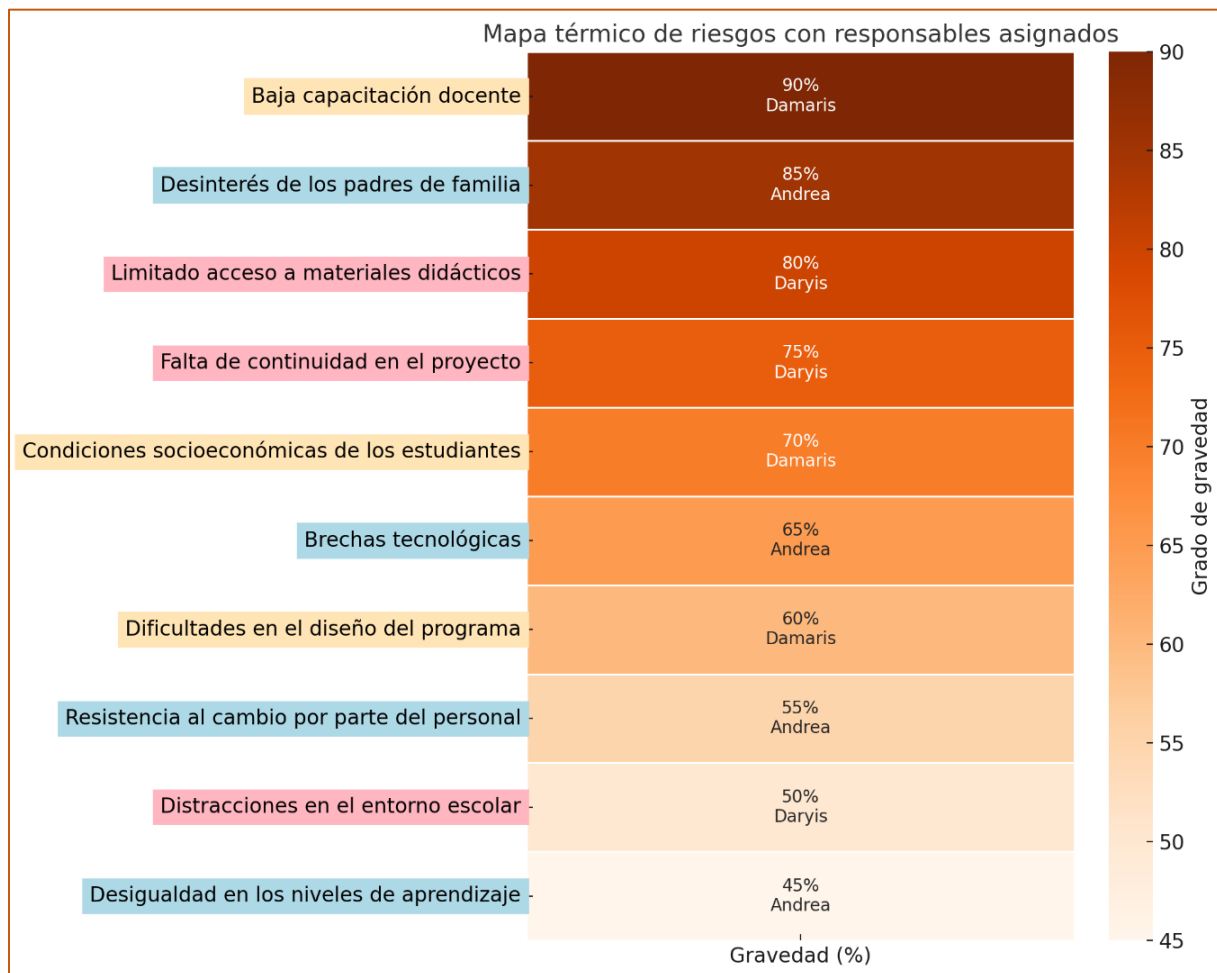 Mapa térmico de riesgos con responsables asignados
Baja capacitación docente
90%
Damaris
Desinterés de los padres de familia
85%
Andrea
Limitado acceso a materiales didácticos
80%
Daryis
Falta de continuidad en el proyecto
75%
Daryis
Condiciones socioeconómicas de los estudiantes
70%
Damaris
Brechas tecnológicas
65%
Andrea
Dificultades en el diseño del programa
60%
Damaris
Resistencia al cambio por parte del personal
55%
Andrea
Distracciones en el entorno escolar
50%
Daryis
Desigualdad en los niveles de aprendizaje
45%
Andrea
Gravedad (%)
90
85
80
75
70
65
60
55
50
45
Grado de gravedad